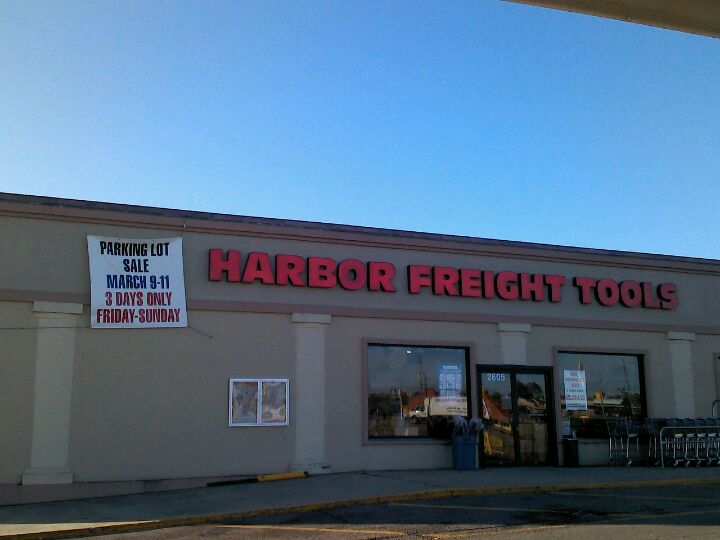 PARKING LOT
SALE
MARCH 9-11
3 DAYS ONLY
FRIDAY-SUNDAY
HARBOR FREIGHT TOOLS
2605